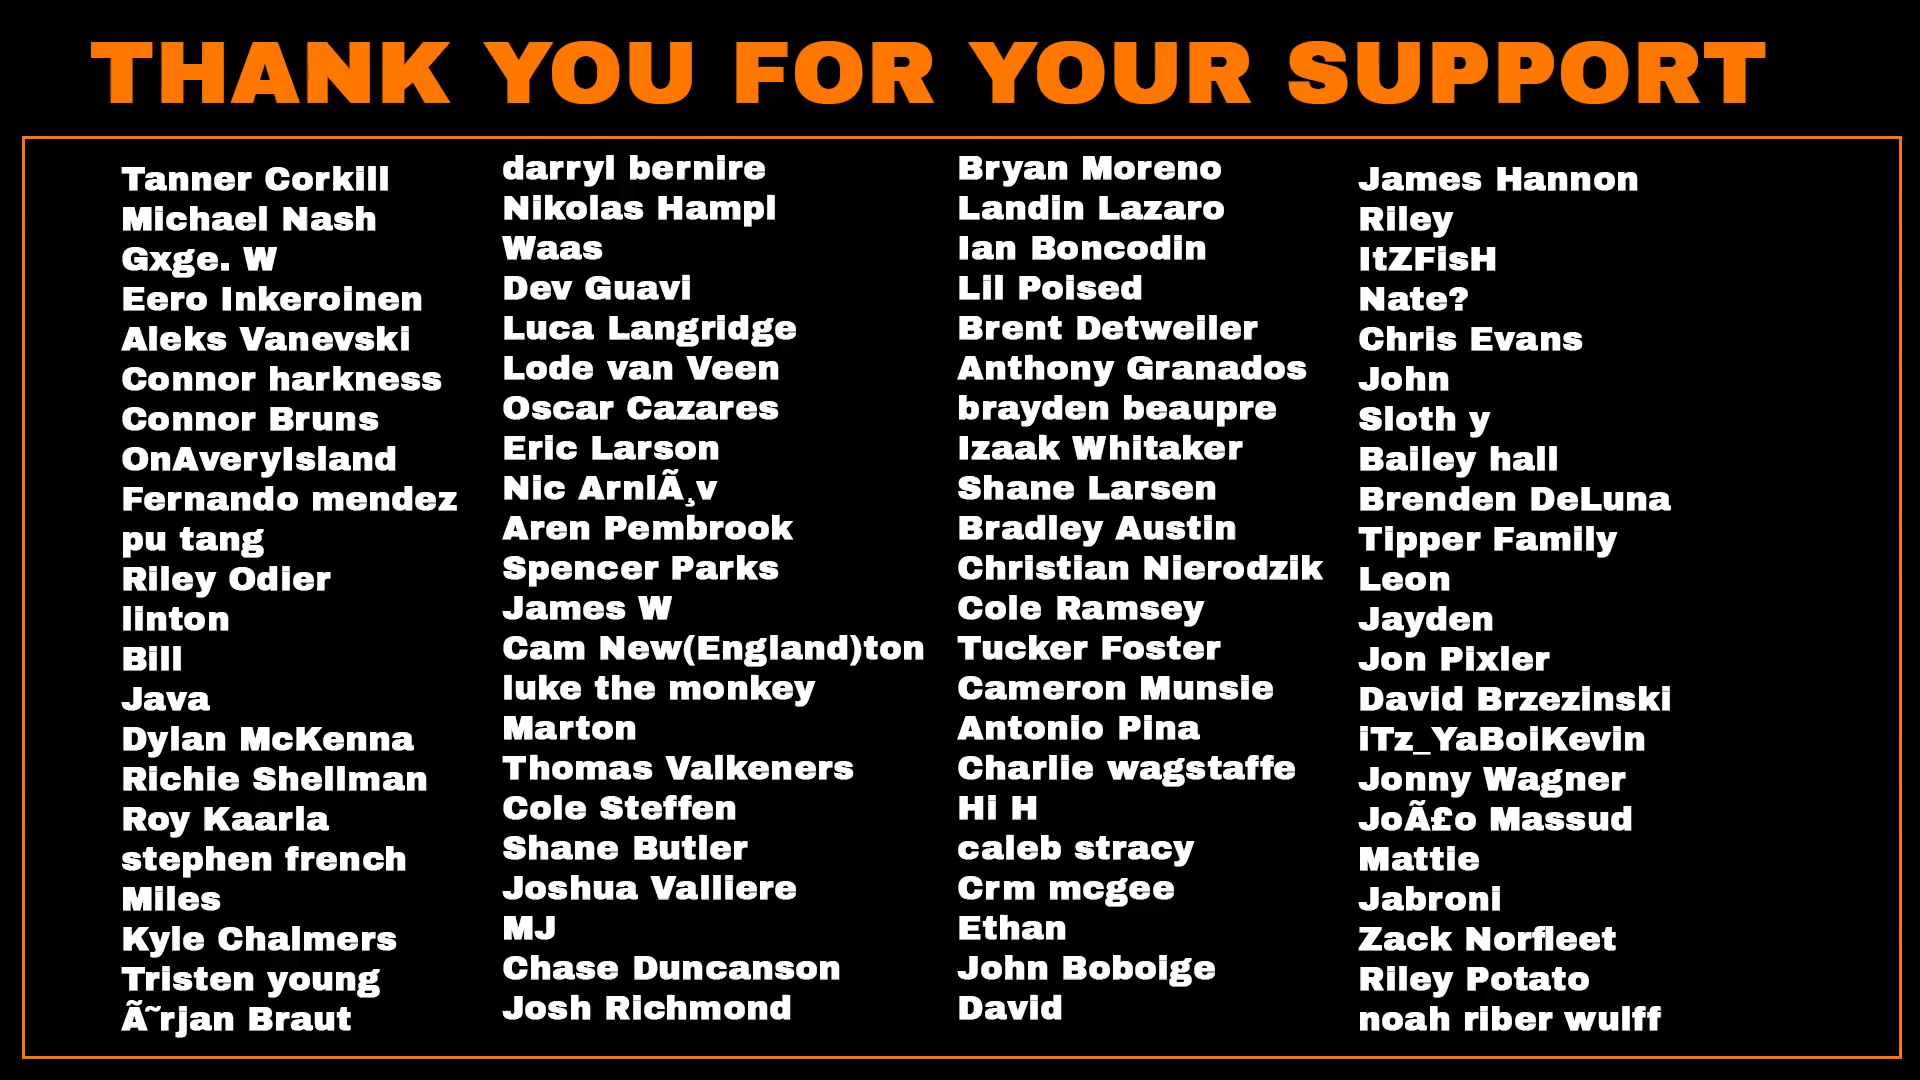 THANK YOU FOR YOUR SUPPORT
Tanner Corkill
Michael Nash
Gxge. W
Eero Inkeroinen
Aleks Vanevski
Connor harkness
Connor Bruns
OnAveryIsland
Fernando mendez
pu tang
Riley Odier
linton
Bill
Java
Dylan McKenna
Richie Shellman
Roy Kaarla
stephen french
Miles
Kyle Chalmers
Tristen young
Ã˜rjan Braut
darryl bernire
Nikolas Hampl
Waas
Dev Guavi
Luca Langridge
Lode van Veen
Oscar Cazares
Eric Larson
Nic ArnlÃ¸v
Aren Pembrook
Spencer Parks
James W
Cam New(England)ton
luke the monkey
Marton
Thomas Valkeners
Cole Steffen
Shane Butler
Joshua Valliere
MJ
Chase Duncanson
Josh Richmond
Bryan Moreno
Landin Lazaro
Ian Boncodin
Lil Poised
Brent Detweiler
Anthony Granados
brayden beaupre
Izaak Whitaker
Shane Larsen
Bradley Austin
Christian Nierodzik
Cole Ramsey
Tucker Foster
Cameron Munsie
Antonio Pina
Charlie wagstaffe
Hi H
caleb stracy
Crm mcgee
Ethan
John Boboige
David
James Hannon
Riley
ItZFisH
Nate?
Chris Evans
John
Sloth y
Bailey hall
Brenden DeLuna
Tipper Family
Leon
Jayden
Jon Pixler
David Brzezinski
iTz_YaBoiKevin
Jonny Wagner
JoÃ£o Massud
Mattie
Jabroni
Zack Norfleet
Riley Potato
noah riber wulff